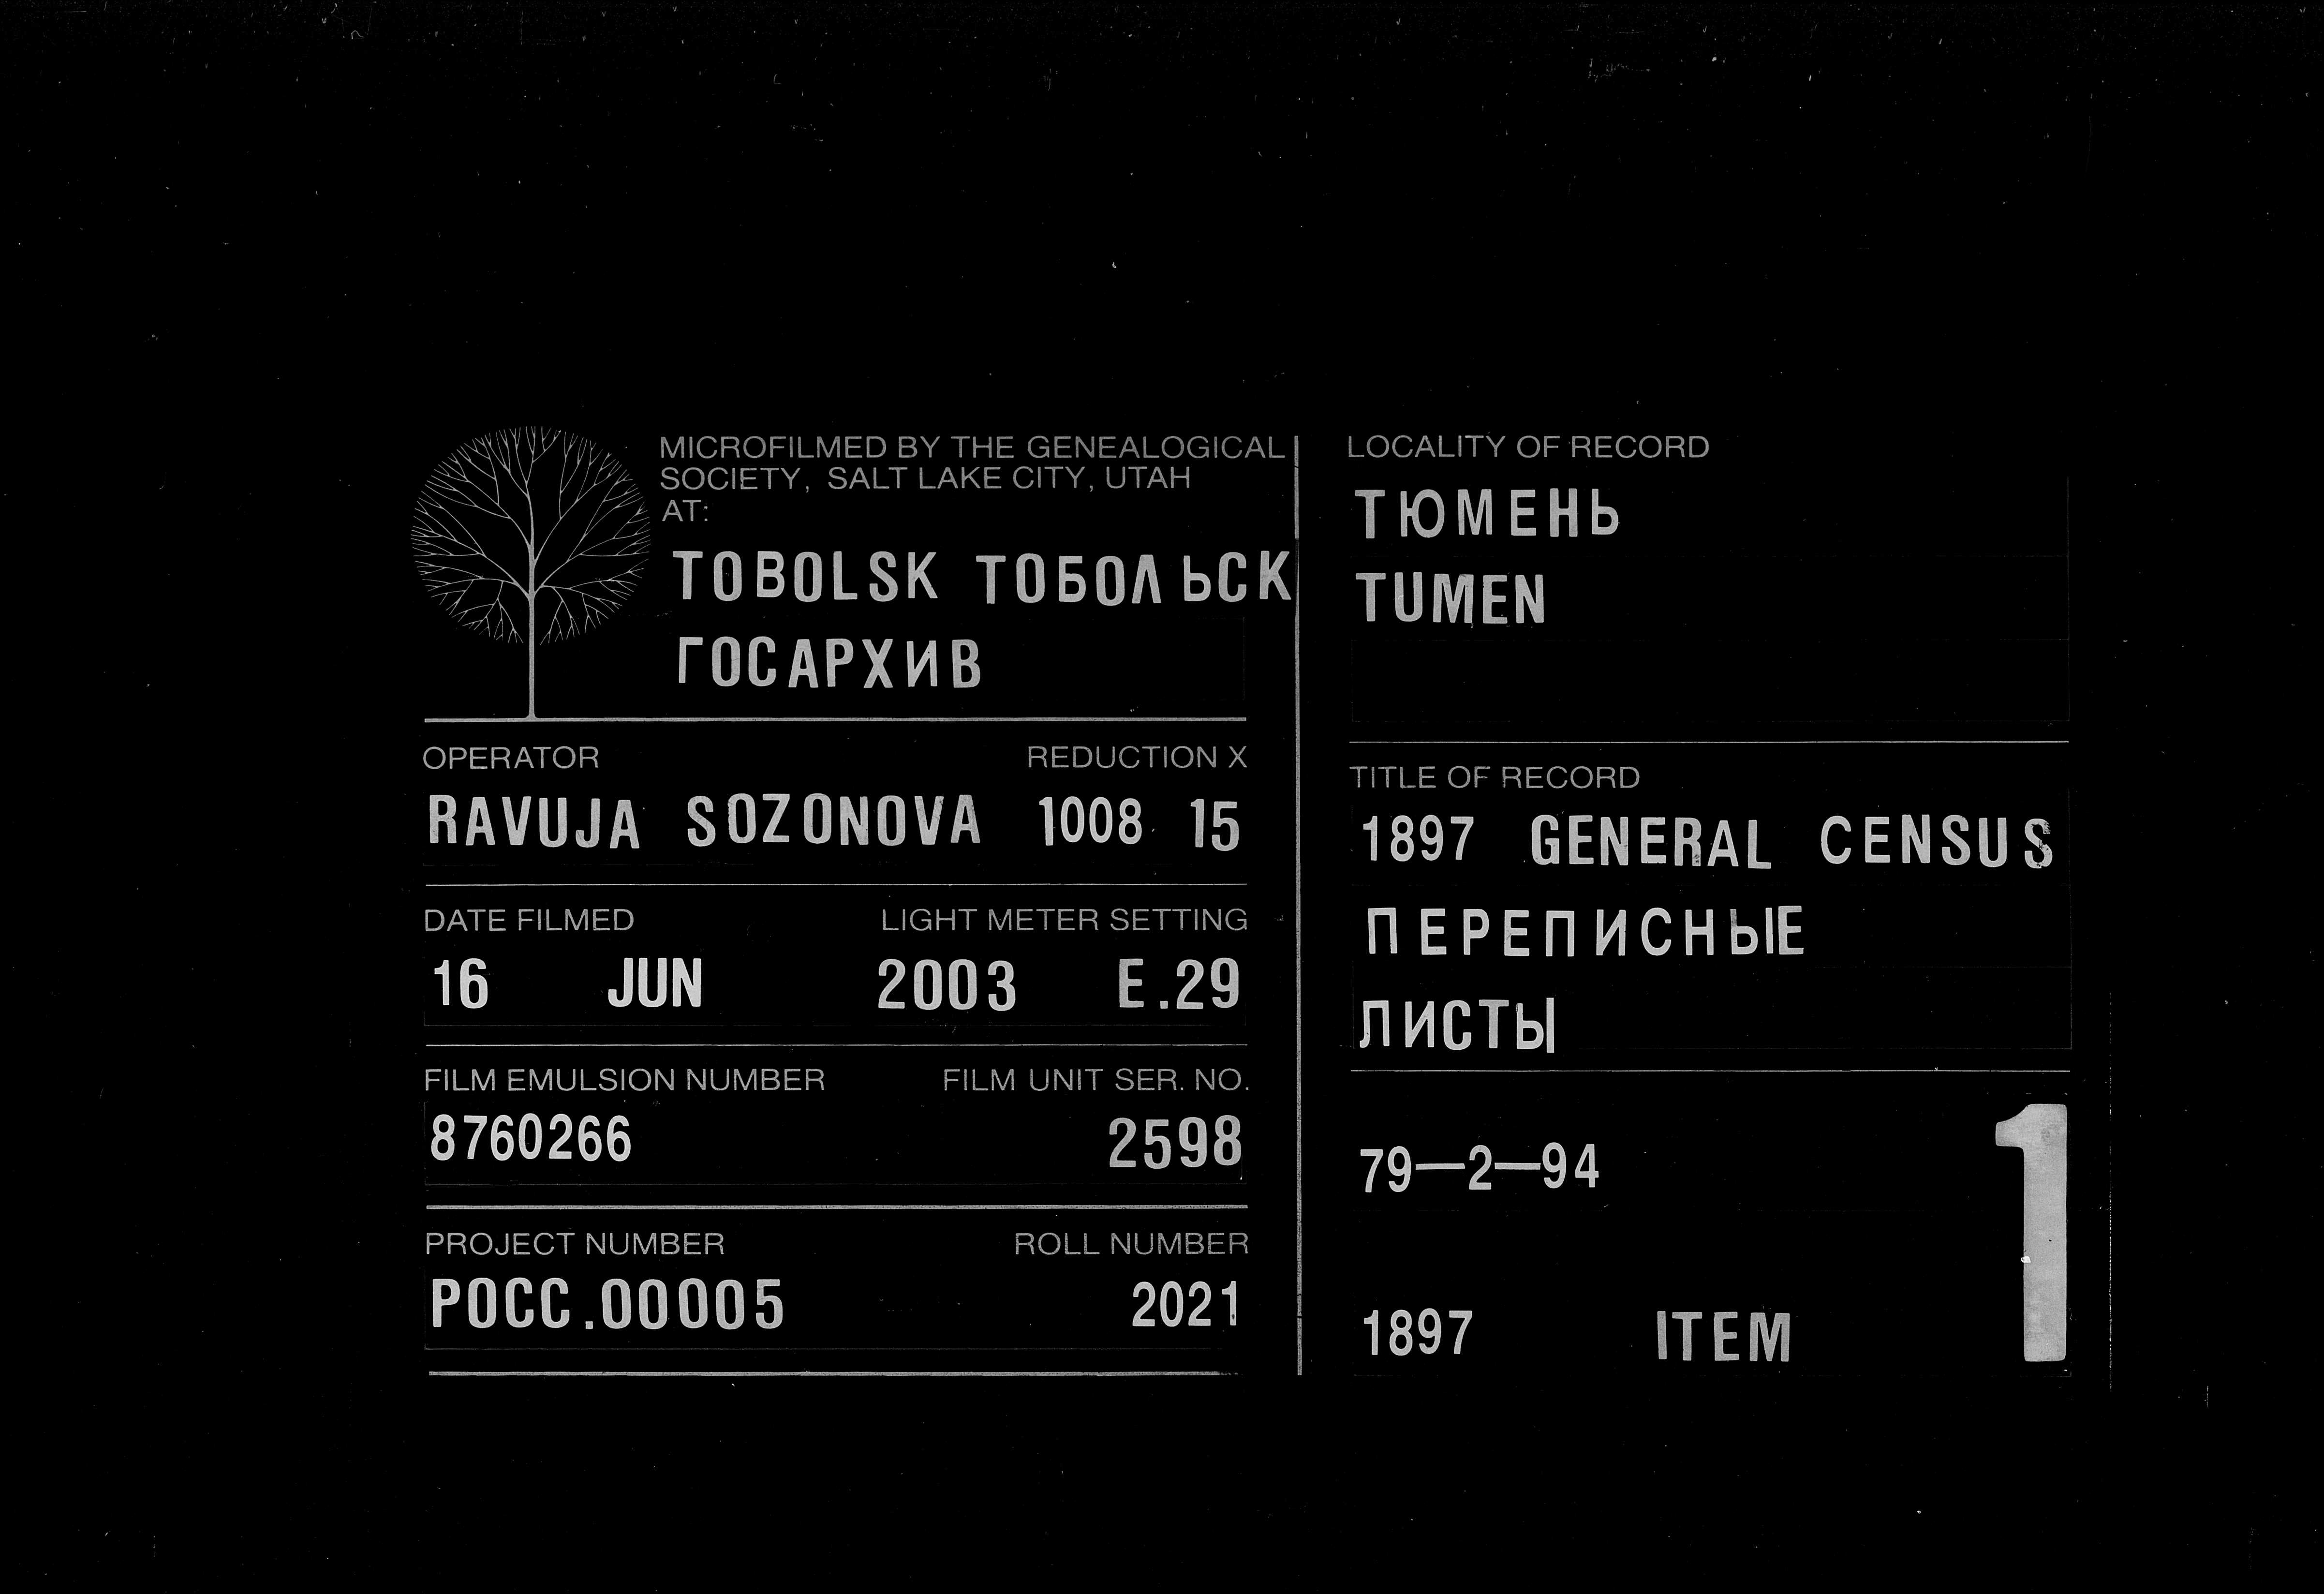 MICROFILMED BY THE GENEALOGICAL
SOCIETY, SALT LAKE CITY, UTAH
AT:
TOBOLSK ТОБОЛЬСК
ГОСАРХИВ
OPERATOR REDUCTION X
RAVUJA SOZONOVA 1008 15
DATE FILMED LIGHT METER SETTING
16 JUN 2003 E.29
FILM EMULSION NUMBER FILM UNIT SER. NO.
8760266 2598
PROJECT NUMBER ROLL NUMBER
РОСС.00005 2021
LOCALITY OF RECORD
ТЮМЕНЬ
TUMEN
TITLE OF RECORD
1897 GENERAL CENSUS
ПЕРЕПИСНЫЕ
ЛИСТЫ
79—2—94
1897 ITEM 1